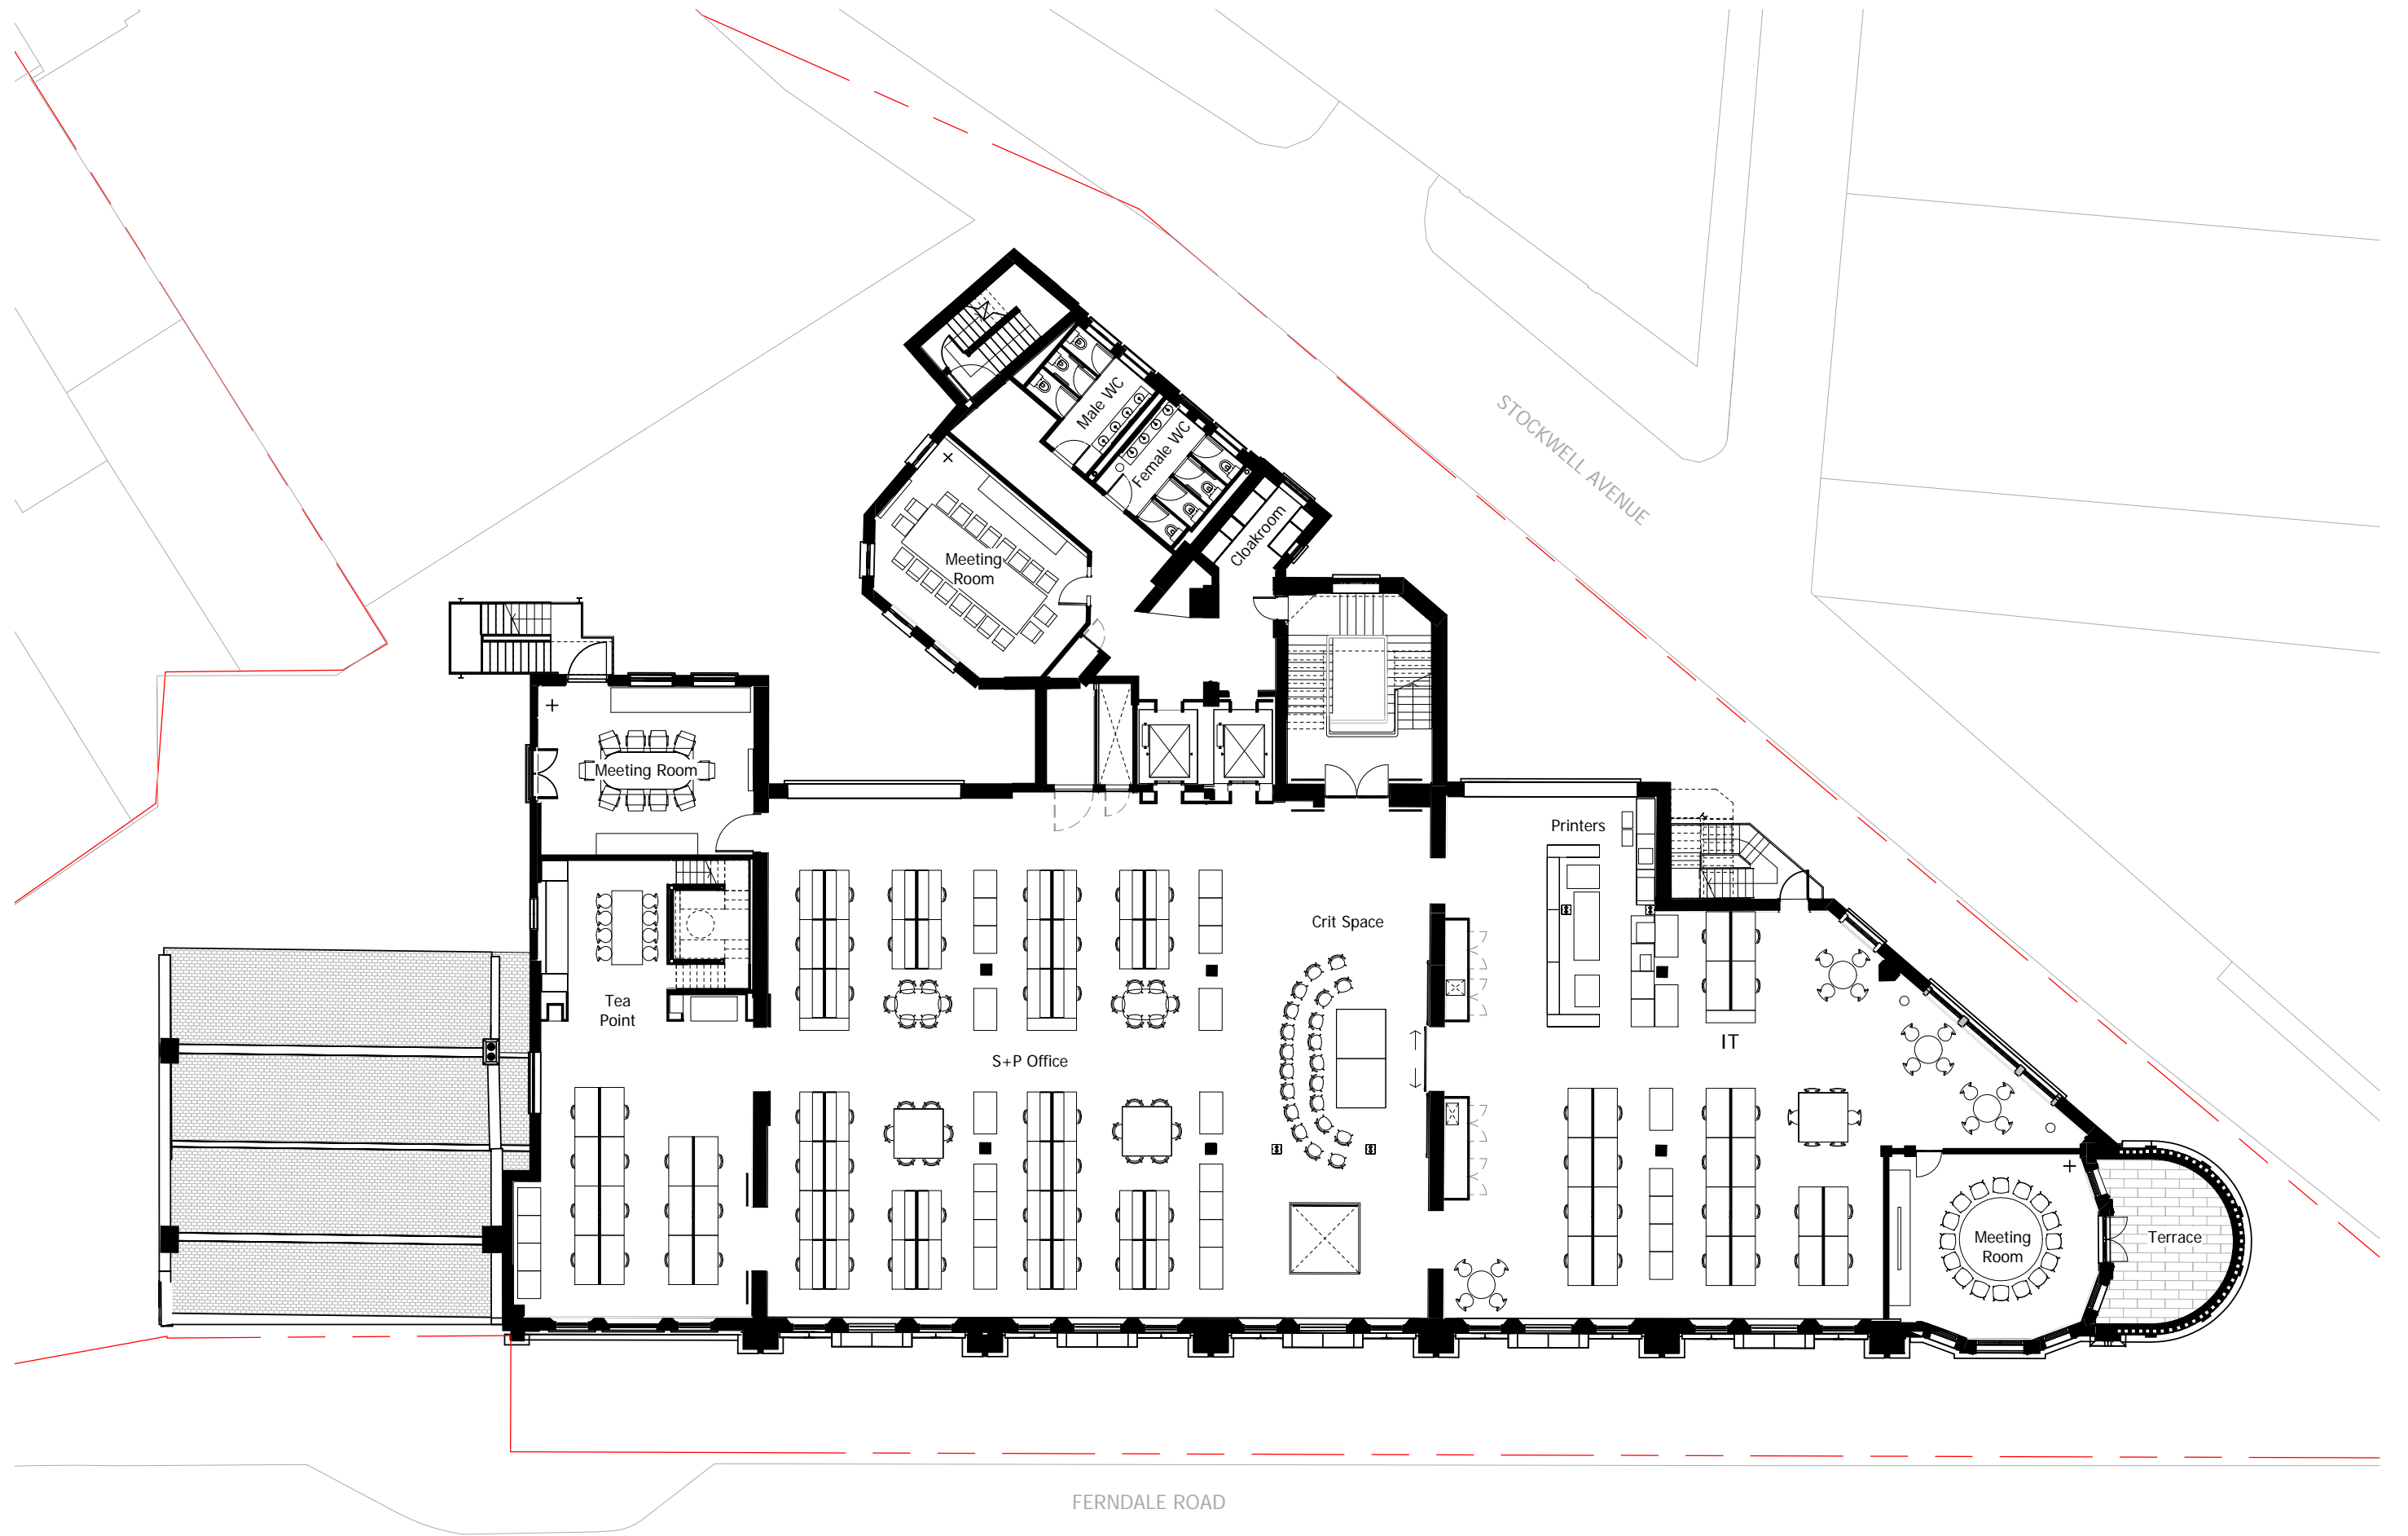 STOCKWELL AVENUE
Male WC
Female WC
Cloakroom
Meeting
Room
Meeting Room
Printers
Crit Space
Tea
Point
IT
S+P Office
Meeting
Room
Terrace
FERNDALE ROAD